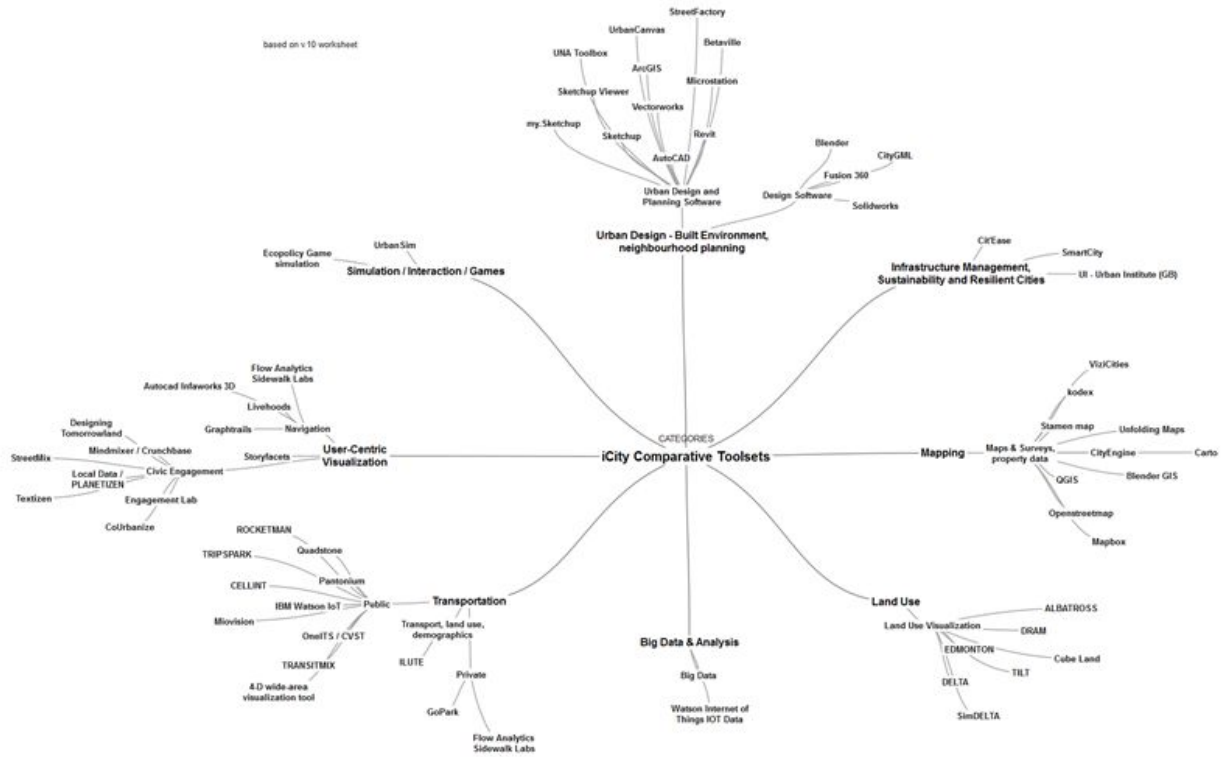 based on v.10 worksheet
StreetFactory
UrbanCanvas
Betaville
UNA Toolbox
ArcGIS
Microstation
Sketchup Viewer
Vectorworks
my.Sketchup
Sketchup
Revit
AutoCAD
Urban Design and
Planning Software
Blender
CityGML
Fusion 360
Design Software
Solidworks
Urban Design - Built Environment,
neighbourhood planning
UrbanSim
Ecopolicy Game
simulation
Simulation / Interaction / Games
Cit'Ease
SmartCity
Infrastructure Management,
Sustainability and Resilient Cities
UI - Urban Institute (GB)
Flow Analytics
Sidewalk Labs
Autocad Infaworks 3D
Livehoods
Graphtrails
Navigation
Designing
Tomorrowland
Mindmixer / Crunchbase
StreetMix
Storyfacets
User-Centric
Visualization
Civic Engagement
Local Data /
PLANETIZEN
Textizen
Engagement Lab
CoUrbanize
CATEGORIES
iCity Comparative Toolsets
ViziCities
kodex
Stamen map
Unfolding Maps
Mapping
Maps & Surveys,
property data
CityEngine
Carto
QGIS
Blender GIS
Openstreetmap
Mapbox
ROCKETMAN
Quadstone
TRIPSPARK
Pantonium
CELLINT
IBM Watson IoT
Public
Transportation
Miovision
OneITS / CVST
TRANSITMIX
4-D wide-area
visualization tool
Transport, land use,
demographics
ILUTE
Private
GoPark
Flow Analytics
Sidewalk Labs
Big Data & Analysis
Big Data
Watson Internet of
Things IOT Data
Land Use
Land Use Visualization
ALBATROSS
DRAM
EDMONTON
Cube Land
TILT
DELTA
SimDELTA